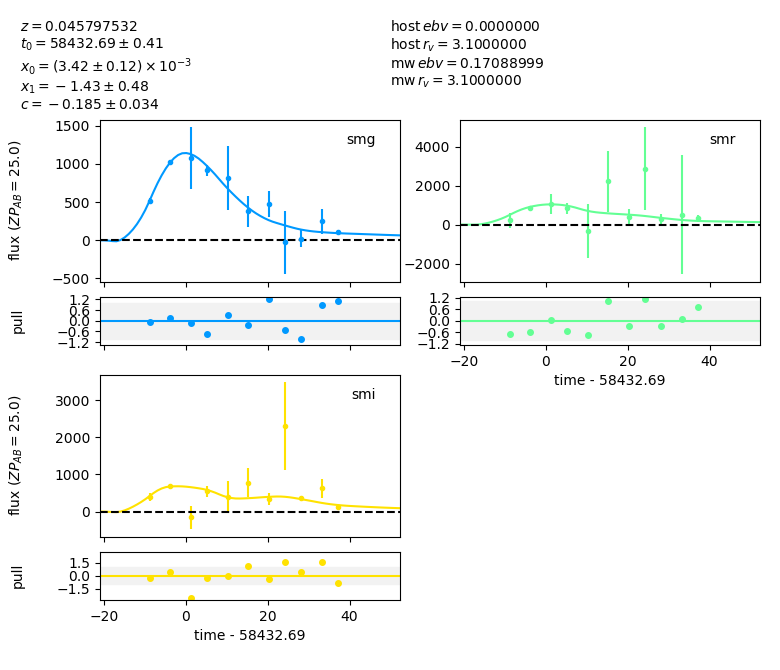 z = 0.045797532
t₀ = 58432.69 ± 0.41
x₀ = (3.42 ± 0.12) × 10⁻³
x₁ = −1.43 ± 0.48
c = −0.185 ± 0.034
host ebv = 0.0000000
host r_v = 3.1000000
mw ebv = 0.17088999
mw r_v = 3.1000000
flux (ZP_AB = 25.0)
1500
1000
500
0
−500
smg
4000
2000
0
−2000
smr
pull
1.2
0.6
0.0
−0.6
−1.2
1.2
0.6
0.0
−0.6
−1.2
−20
0
20
40
time - 58432.69
flux (ZP_AB = 25.0)
3000
2000
1000
0
smi
pull
1.5
0.0
−1.5
−20
0
20
40
time - 58432.69